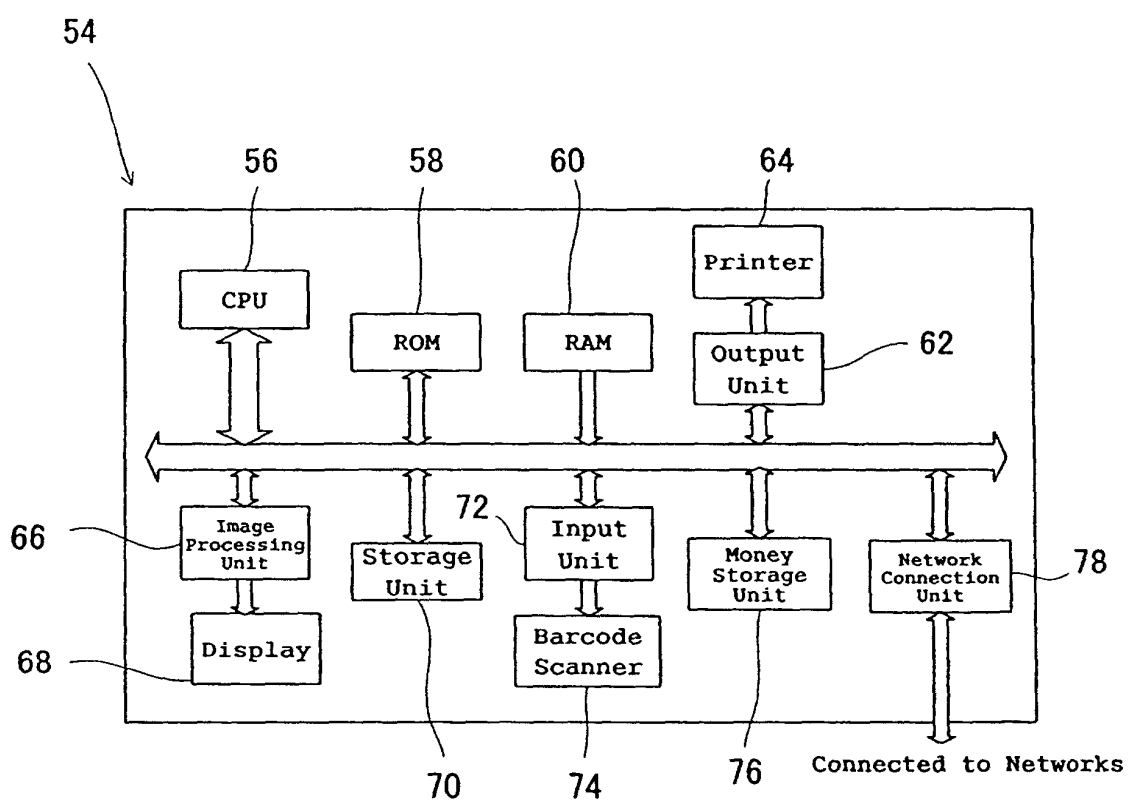 54
56
58
60
64
Printer
CPU
ROM
RAM
Output
Unit
62
66
Image
Processing
Unit
72
Input
Unit
Storage
Unit
Money
Storage
Unit
Network
Connection
Unit
78
68
Display
Barcode
Scanner
70
74
76
Connected to Networks